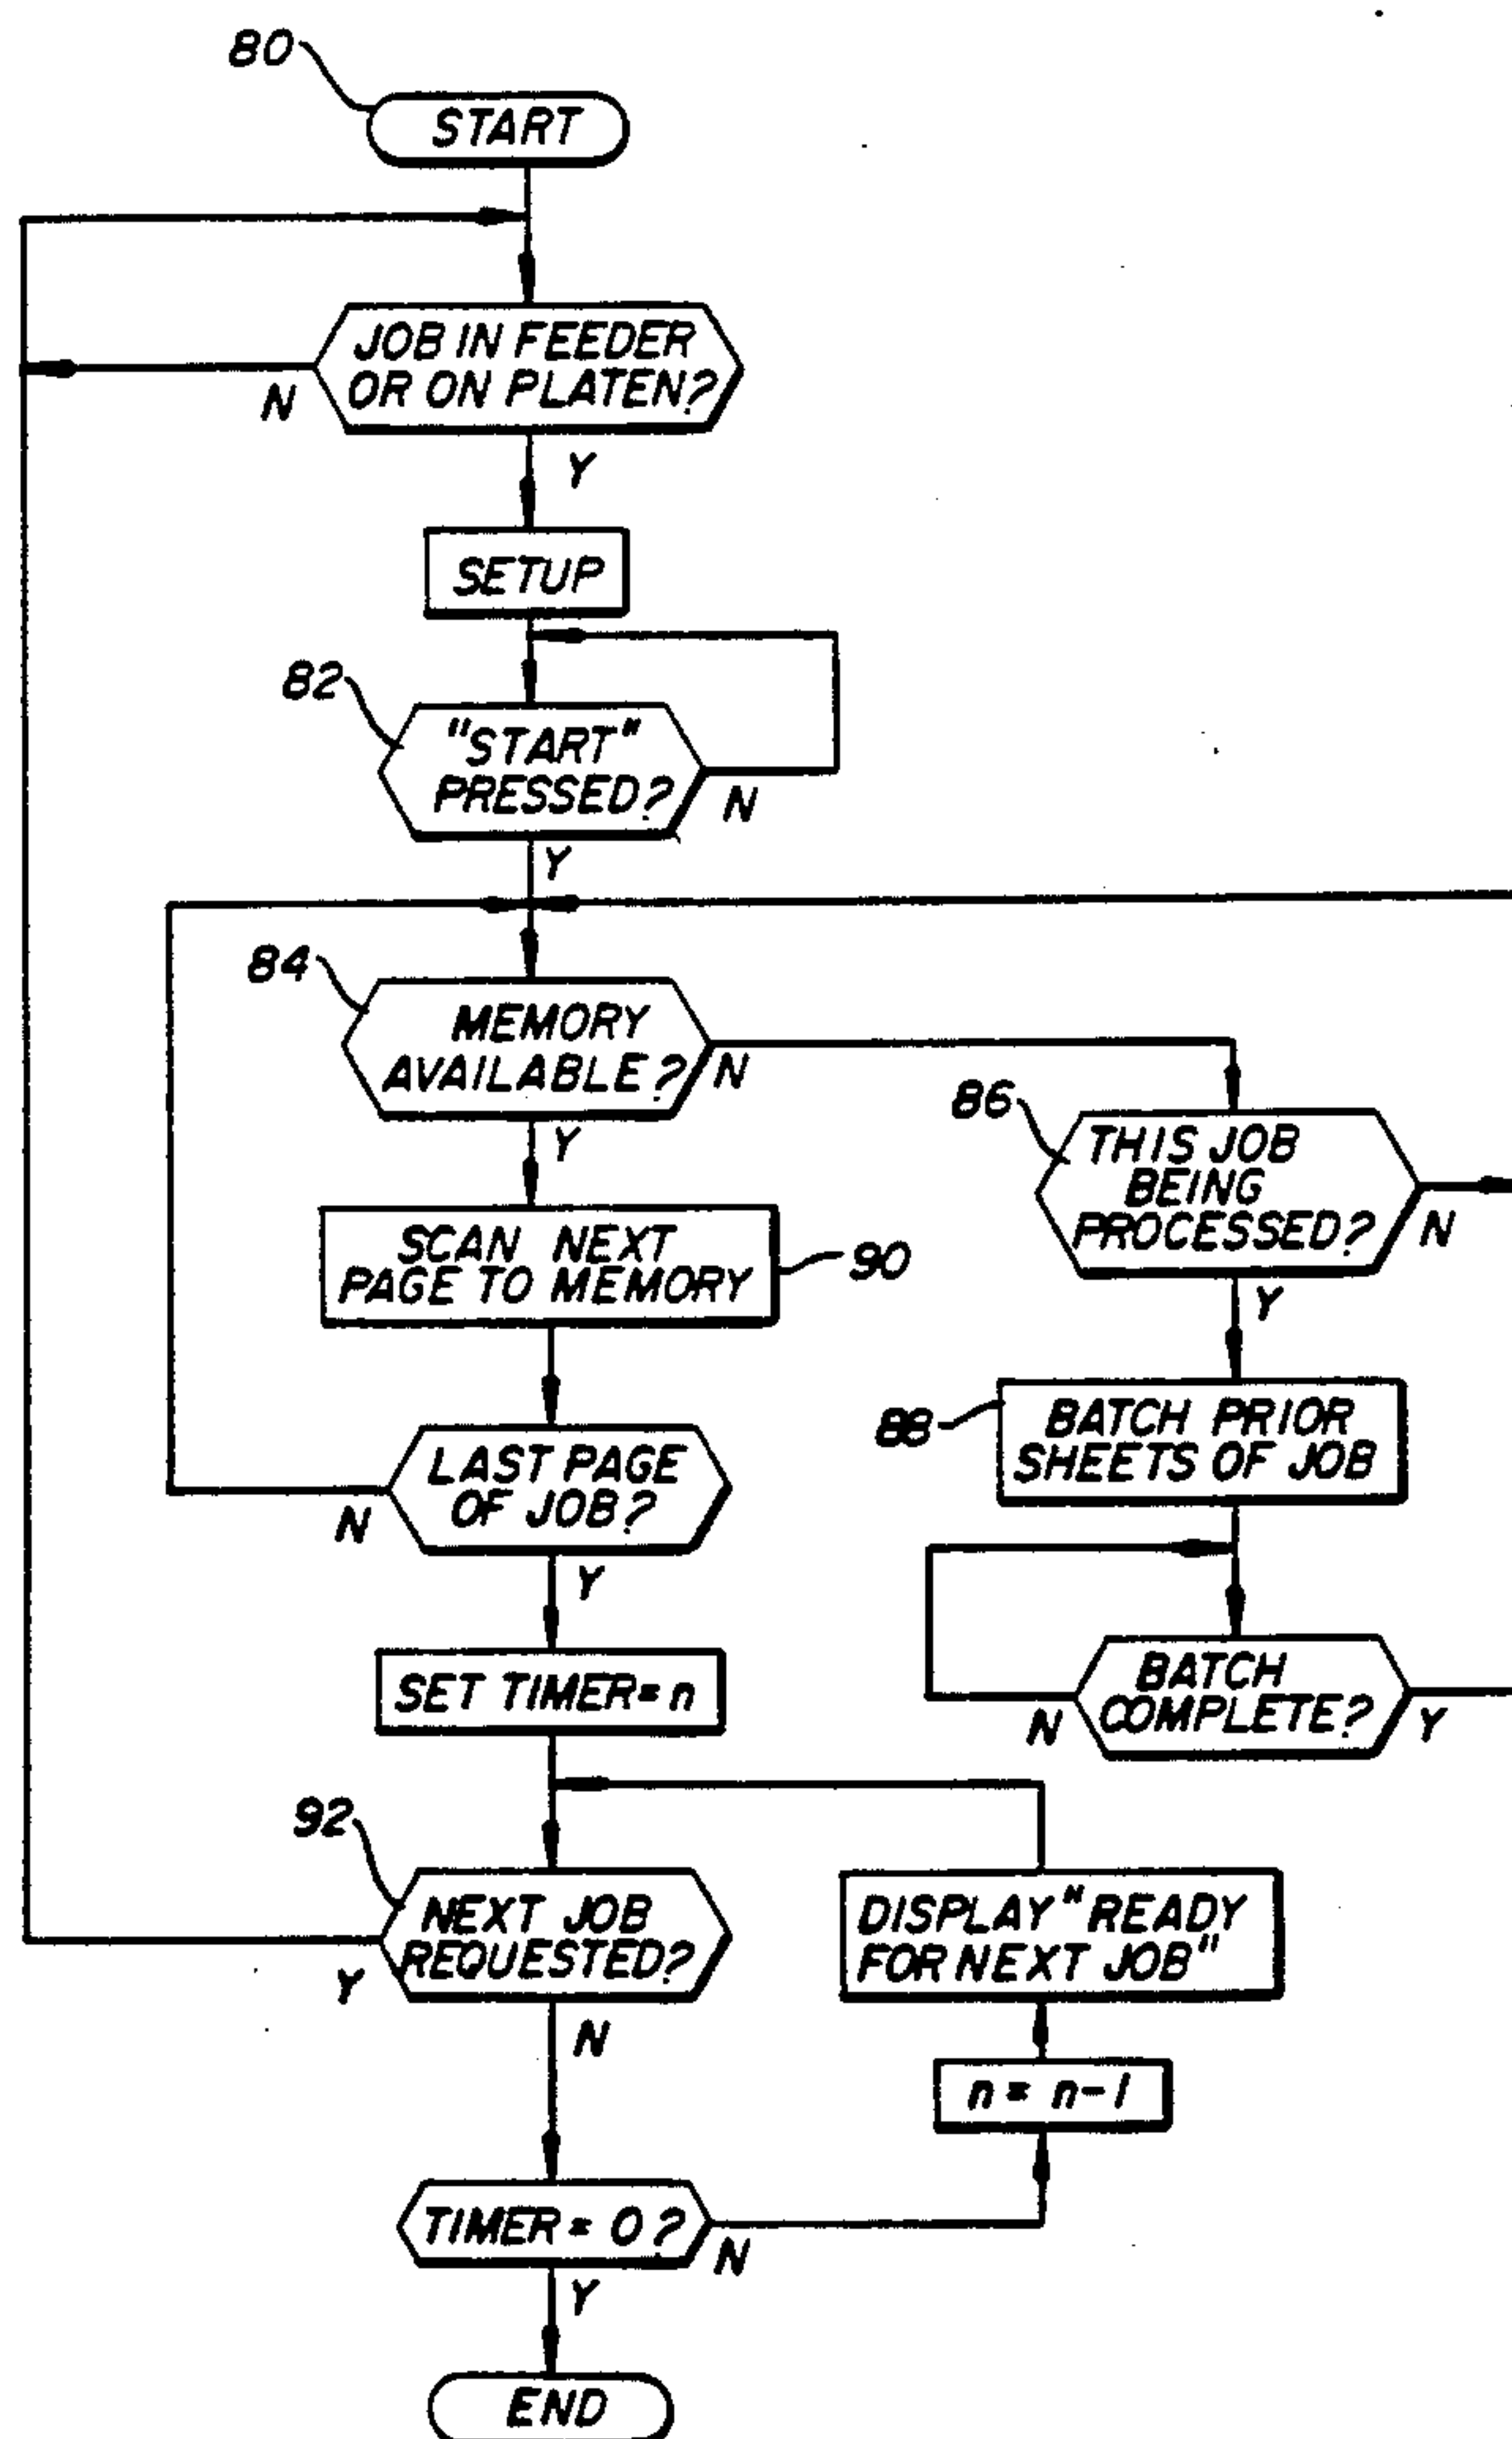 80
START
JOB IN FEEDER
OR ON PLATEN?
N
Y
SETUP
82
"START"
PRESSED?
N
Y
84
MEMORY
AVAILABLE?
N
Y
86
THIS JOB
BEING
PROCESSED?
N
Y
SCAN NEXT
PAGE TO MEMORY
90
88
BATCH PRIOR
SHEETS OF JOB
LAST PAGE
OF JOB?
N
Y
BATCH
COMPLETE?
N
Y
SET TIMER=n
92
NEXT JOB
REQUESTED?
Y
N
DISPLAY "READY
FOR NEXT JOB"
n = n-1
TIMER = 0?
N
Y
END